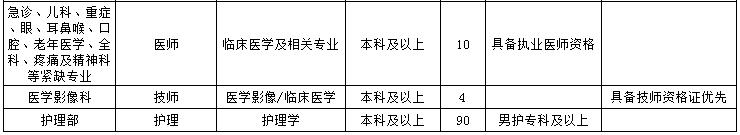 急诊、儿科、重症
、眼、耳鼻喉、口
腔、老年医学、全
科、疼痛及精神科
等紧缺专业
医师
临床医学及相关专业
本科及以上
10
具备执业医师资格
医学影像科
技师
医学影像/临床医学
本科及以上
4
具备技师资格证优先
护理部
护理
护理学
本科及以上
90
男护专科及以上